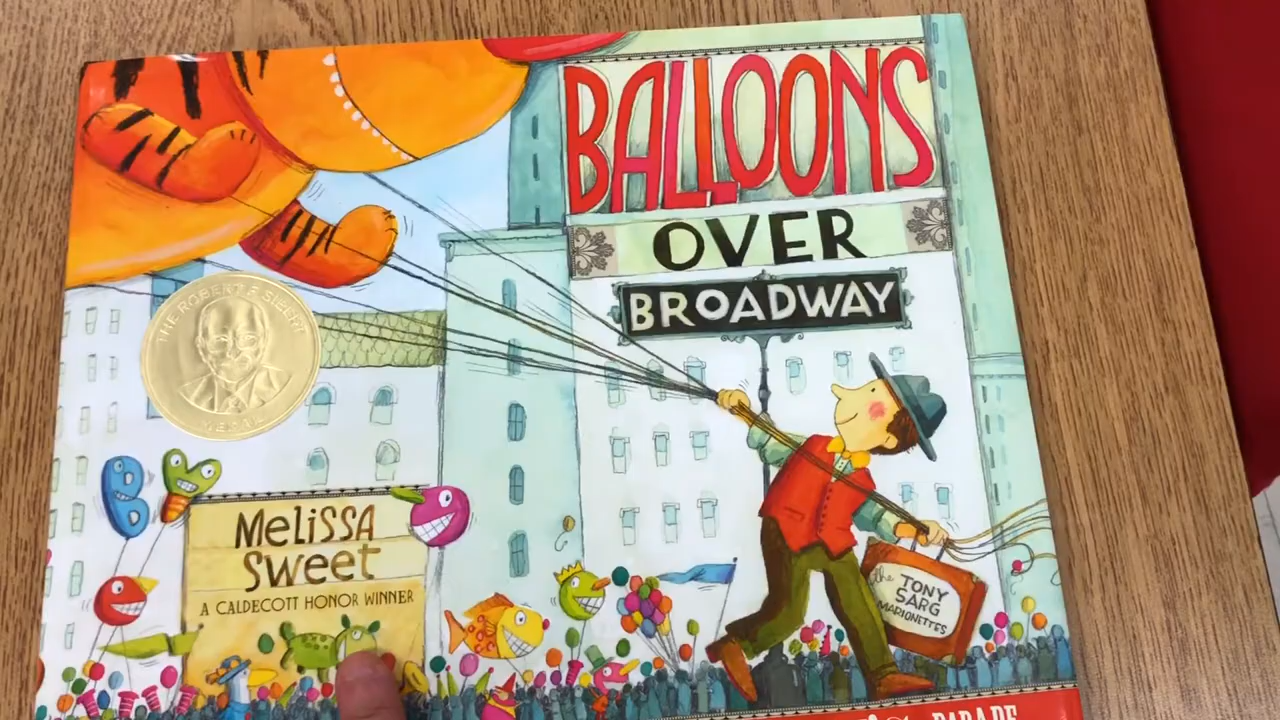 BALLOONS
OVER
BROADWAY
THE ROBERT F. SIBERT
MEDAL
B
Y
MELISSA
SWEET
A CALDECOTT HONOR WINNER
the TONY
SARG
MARIONETTES
PARADE